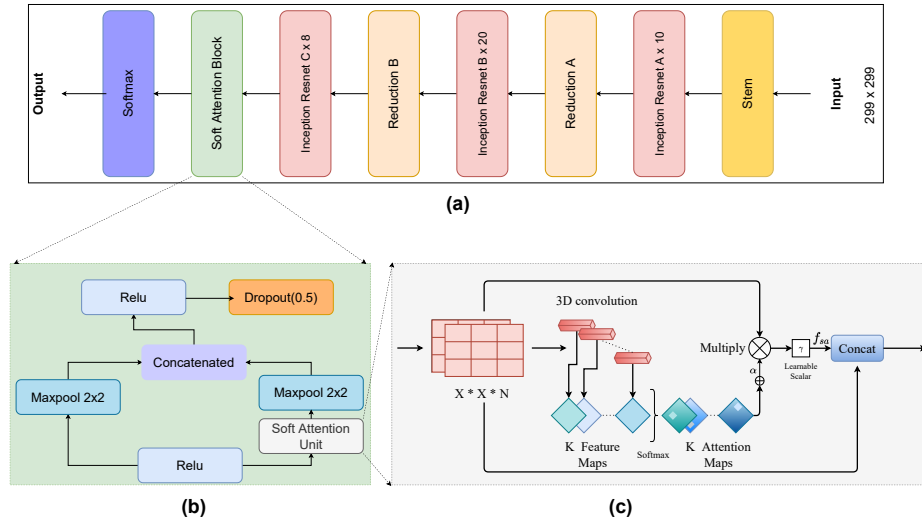 Output
Softmax
Soft Attention Block
Inception Resnet C x 8
Reduction B
Inception Resnet B x 20
Reduction A
Inception Resnet A x 10
Stem
Input
299 x 299
(a)
Relu
Dropout(0.5)
Concatenated
Maxpool 2x2
Maxpool 2x2
Soft Attention
Unit
Relu
(b)
3D convolution
X * X * N
K Feature
Maps
Softmax
K Attention
Maps
Multiply
α
γ
Learnable
Scalar
fsa
Concat
(c)